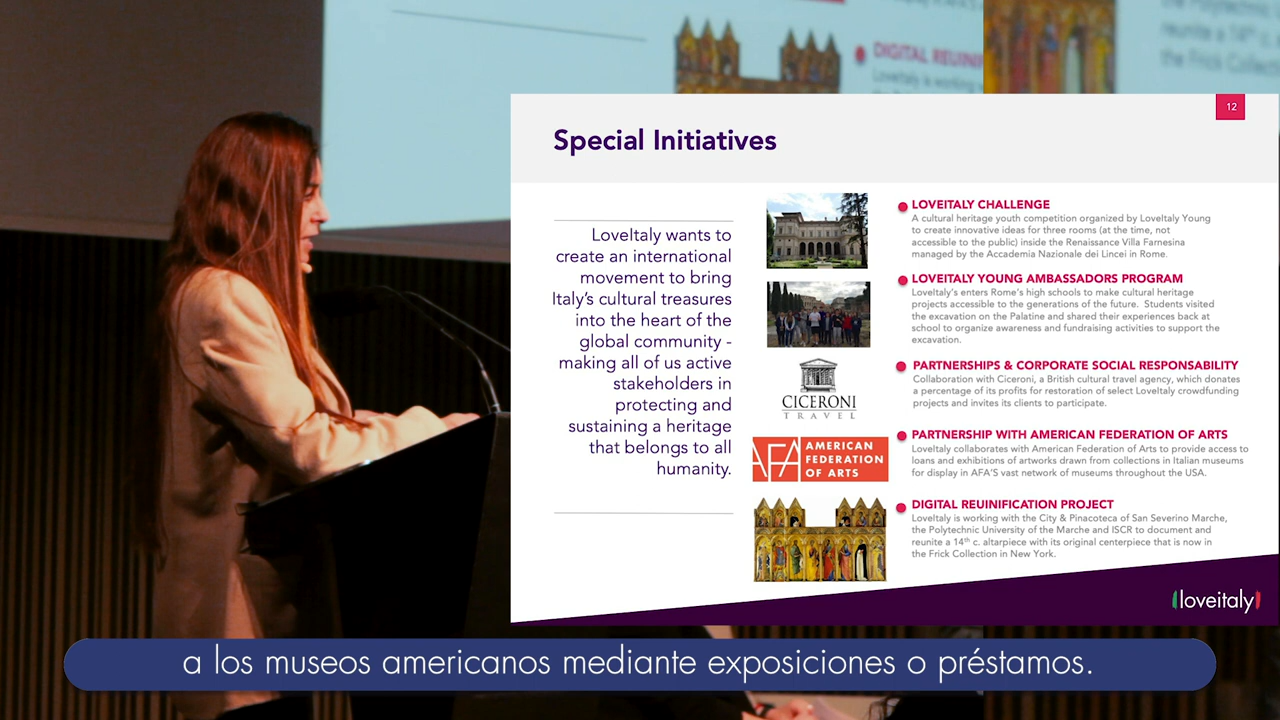 DIGITAL REUNIF
LoveItaly is working w
reunite a 14th c. a
the Frick Collecti
12
Special Initiatives
LoveItaly wants to
create an international
movement to bring
Italy's cultural treasures
into the heart of the
global community -
making all of us active
stakeholders in
protecting and
sustaining a heritage
that belongs to all
humanity.
LOVEITALY CHALLENGE
A cultural heritage youth competition organized by LoveItaly Young
to create innovative ideas for three rooms (at the time, not
accessible to the public) inside the Renaissance Villa Farnesina
managed by the Accademia Nazionale dei Lincei in Rome.
LOVEITALY YOUNG AMBASSADORS PROGRAM
LoveItaly's enters Rome's high schools to make cultural heritage
projects accessible to the generations of the future. Students visited
the excavation on the Palatine and shared their experiences back at
school to organize awareness and fundraising activities to support the
excavation.
CICERONI
TRAVEL
PARTNERSHIPS & CORPORATE SOCIAL RESPONSABILITY
Collaboration with Ciceroni, a British cultural travel agency, which donates
a percentage of its profits for restoration of select LoveItaly crowdfunding
projects and invites its clients to participate.
AFA
AMERICAN
FEDERATION
OF ARTS
PARTNERSHIP WITH AMERICAN FEDERATION OF ARTS
LoveItaly collaborates with American Federation of Arts to provide access to
loans and exhibitions of artworks drawn from collections in Italian museums
for display in AFA'S vast network of museums throughout the USA.
DIGITAL REUINIFICATION PROJECT
LoveItaly is working with the City & Pinacoteca of San Severino Marche,
the Polytechnic University of the Marche and ISCR to document and
reunite a 14th c. altarpiece with its original centerpiece that is now in
the Frick Collection in New York.
loveitaly
a los museos americanos mediante exposiciones o préstamos.